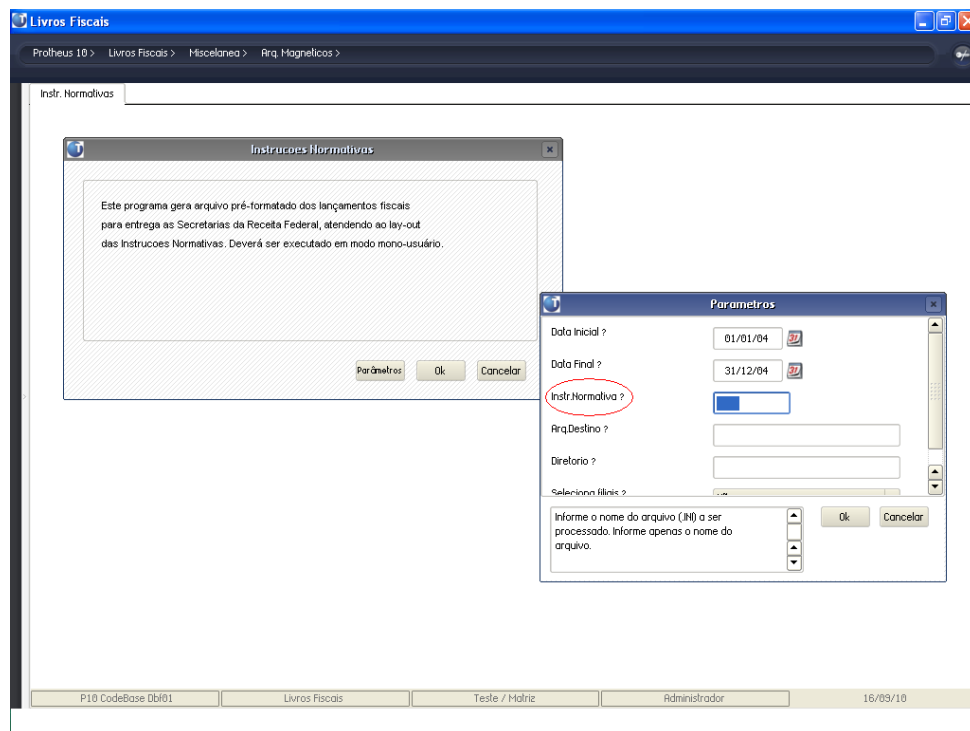 Livros Fiscais
Protheus 10 > Livros Fiscais > Miscelanea > Arq. Magneticos >
Instr. Normativas
Instrucoes Normativas
Este programa gera arquivo pré-formatado dos lançamentos fiscais
para entrega as Secretarias da Receita Federal, atendendo ao lay-out
das Instrucoes Normativas. Deverá ser executado em modo mono-usuário.
Parâmetros Ok Cancelar
Parametros
Data Inicial ? 01/01/04
Data Final ? 31/12/04
Instr.Normativa ?
Arq.Destino ?
Diretorio ?
Seleciona filiais ?
Informe o nome do arquivo (.INI) a ser
processado. Informe apenas o nome do
arquivo.
Ok Cancelar
P10 CodeBase Dbf01 Livros Fiscais Teste / Matriz Administrador 16/09/10